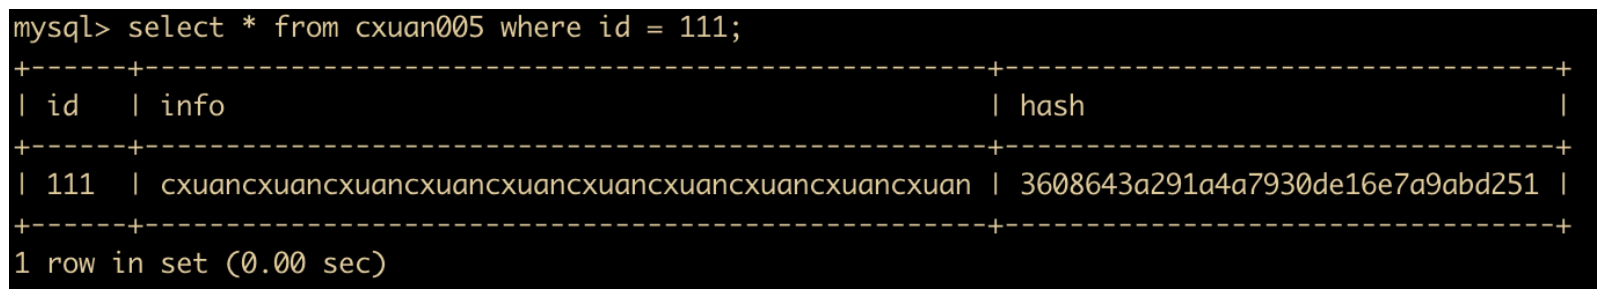 mysql> select * from cxuan005 where id = 111;
+------+----------------------------------------------------+----------------------------------+
| id   | info                                               | hash                             |
+------+----------------------------------------------------+----------------------------------+
| 111  | cxuancxuancxuancxuancxuancxuancxuancxuancxuancxuan | 3608643a291a4a7930de16e7a9abd251 |
+------+----------------------------------------------------+----------------------------------+
1 row in set (0.00 sec)